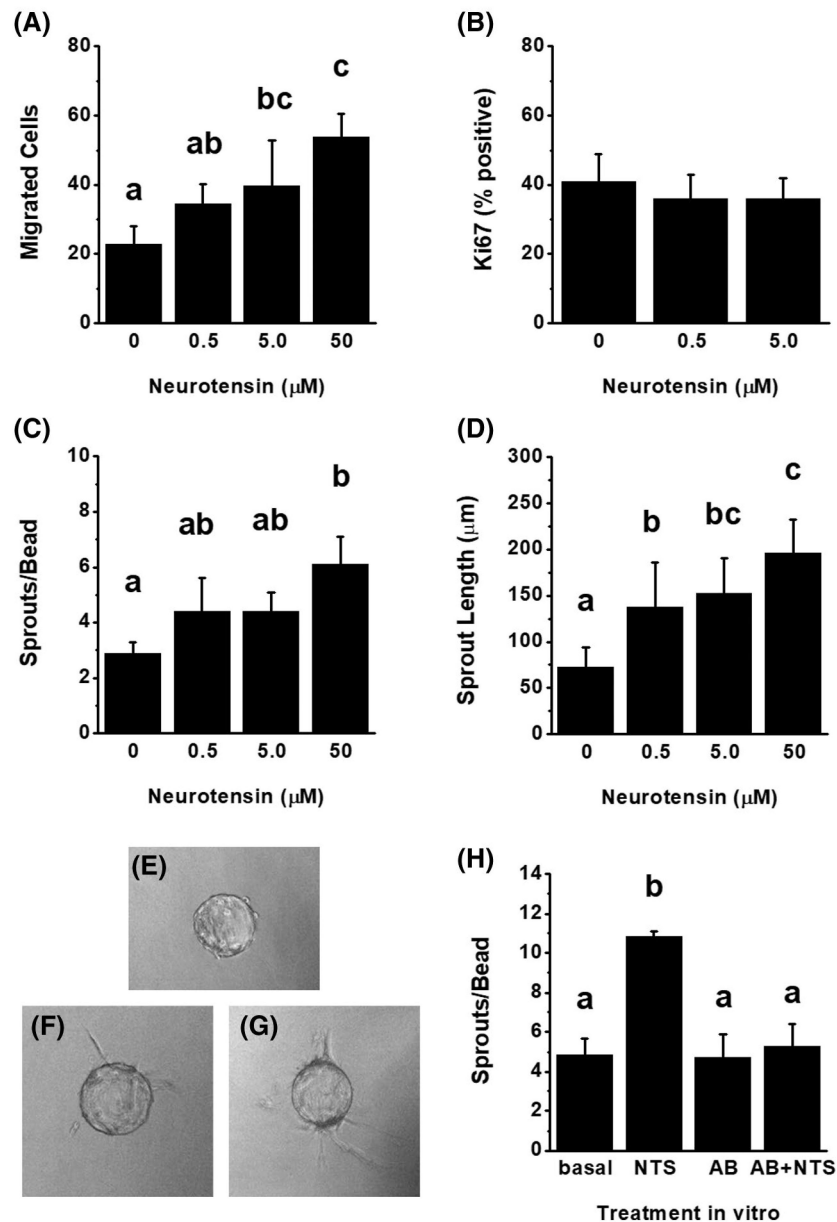 (A)
80
60
40
20
0
Migrated Cells
a
ab
bc
c
0 0.5 5.0 50
Neurotensin (μM)
(B)
80
60
40
20
0
Ki67 (% positive)
0 0.5 5.0
Neurotensin (μM)
(C)
10
8
6
4
2
0
Sprouts/Bead
a
ab
ab
b
0 0.5 5.0 50
Neurotensin (μM)
(D)
300
250
200
150
100
50
0
Sprout Length (μm)
a
b
bc
c
0 0.5 5.0 50
Neurotensin (μM)
(E)
(F)
(G)
(H)
14
12
10
8
6
4
2
0
Sprouts/Bead
a
b
a
a
basal NTS AB AB+NTS
Treatment in vitro